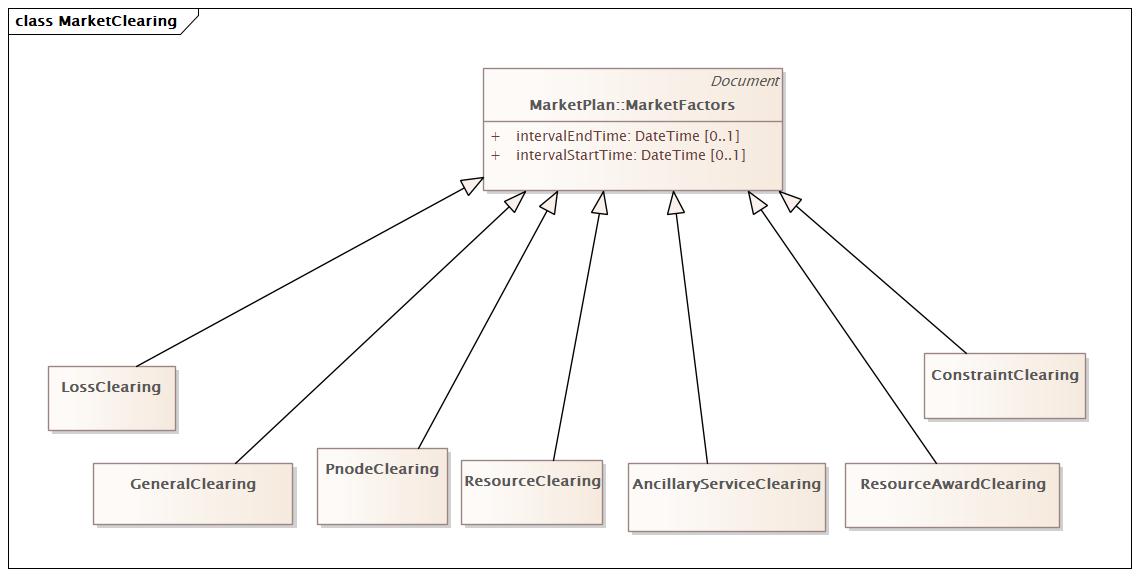 class MarketClearing
Document
MarketPlan::MarketFactors
+ intervalEndTime: DateTime [0..1]
+ intervalStartTime: DateTime [0..1]
LossClearing
ConstraintClearing
GeneralClearing
PnodeClearing
ResourceClearing
AncillaryServiceClearing
ResourceAwardClearing